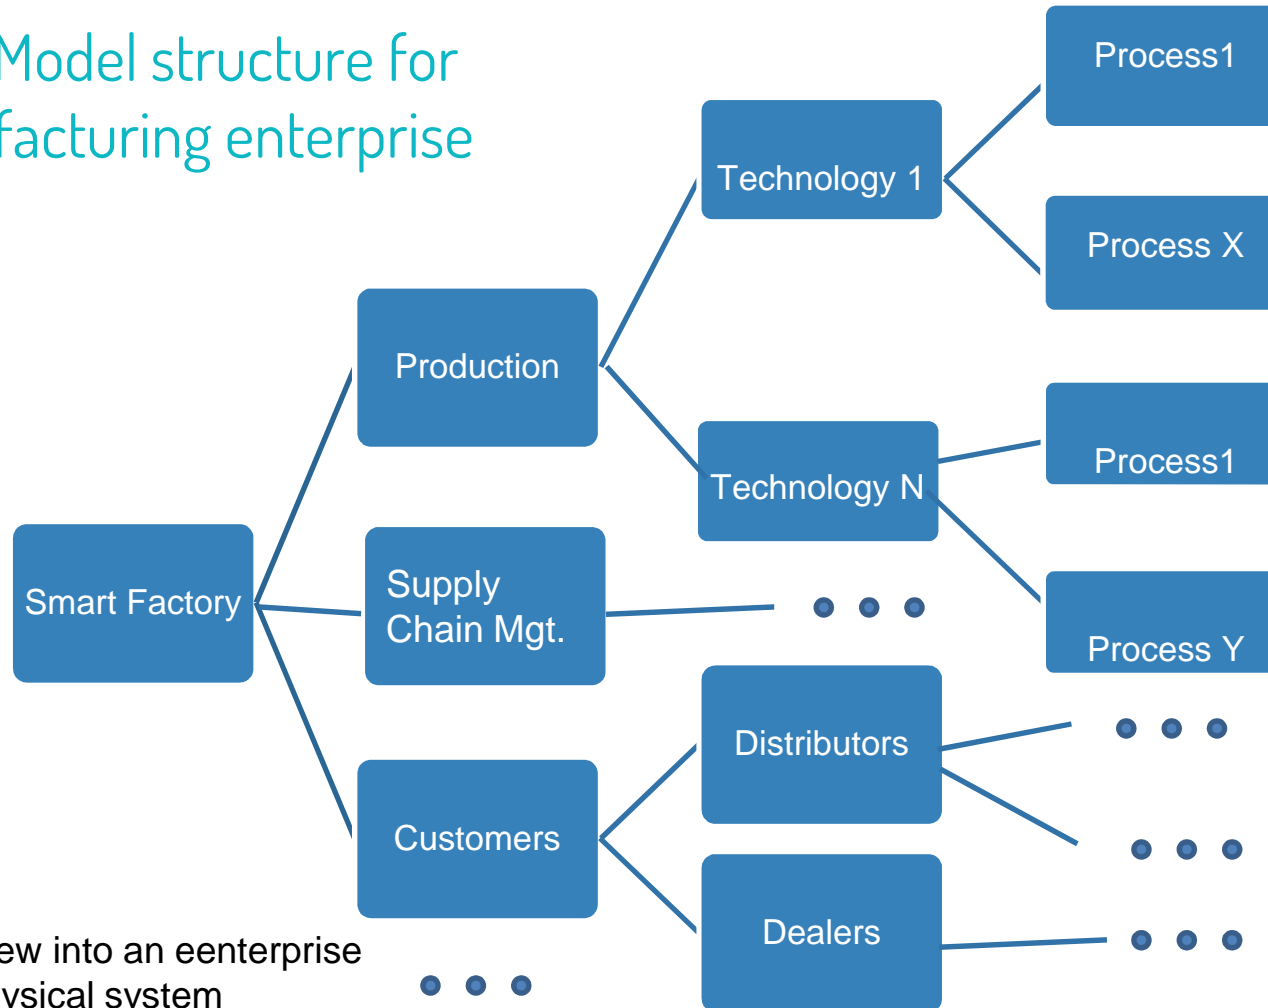 Model structure for
facturing enterprise
Process1
Technology 1
Process X
Production
Process1
Technology N
Smart Factory
Supply
Chain Mgt.
Process Y
Distributors
Customers
Dealers
ew into an eenterprise
ysical system